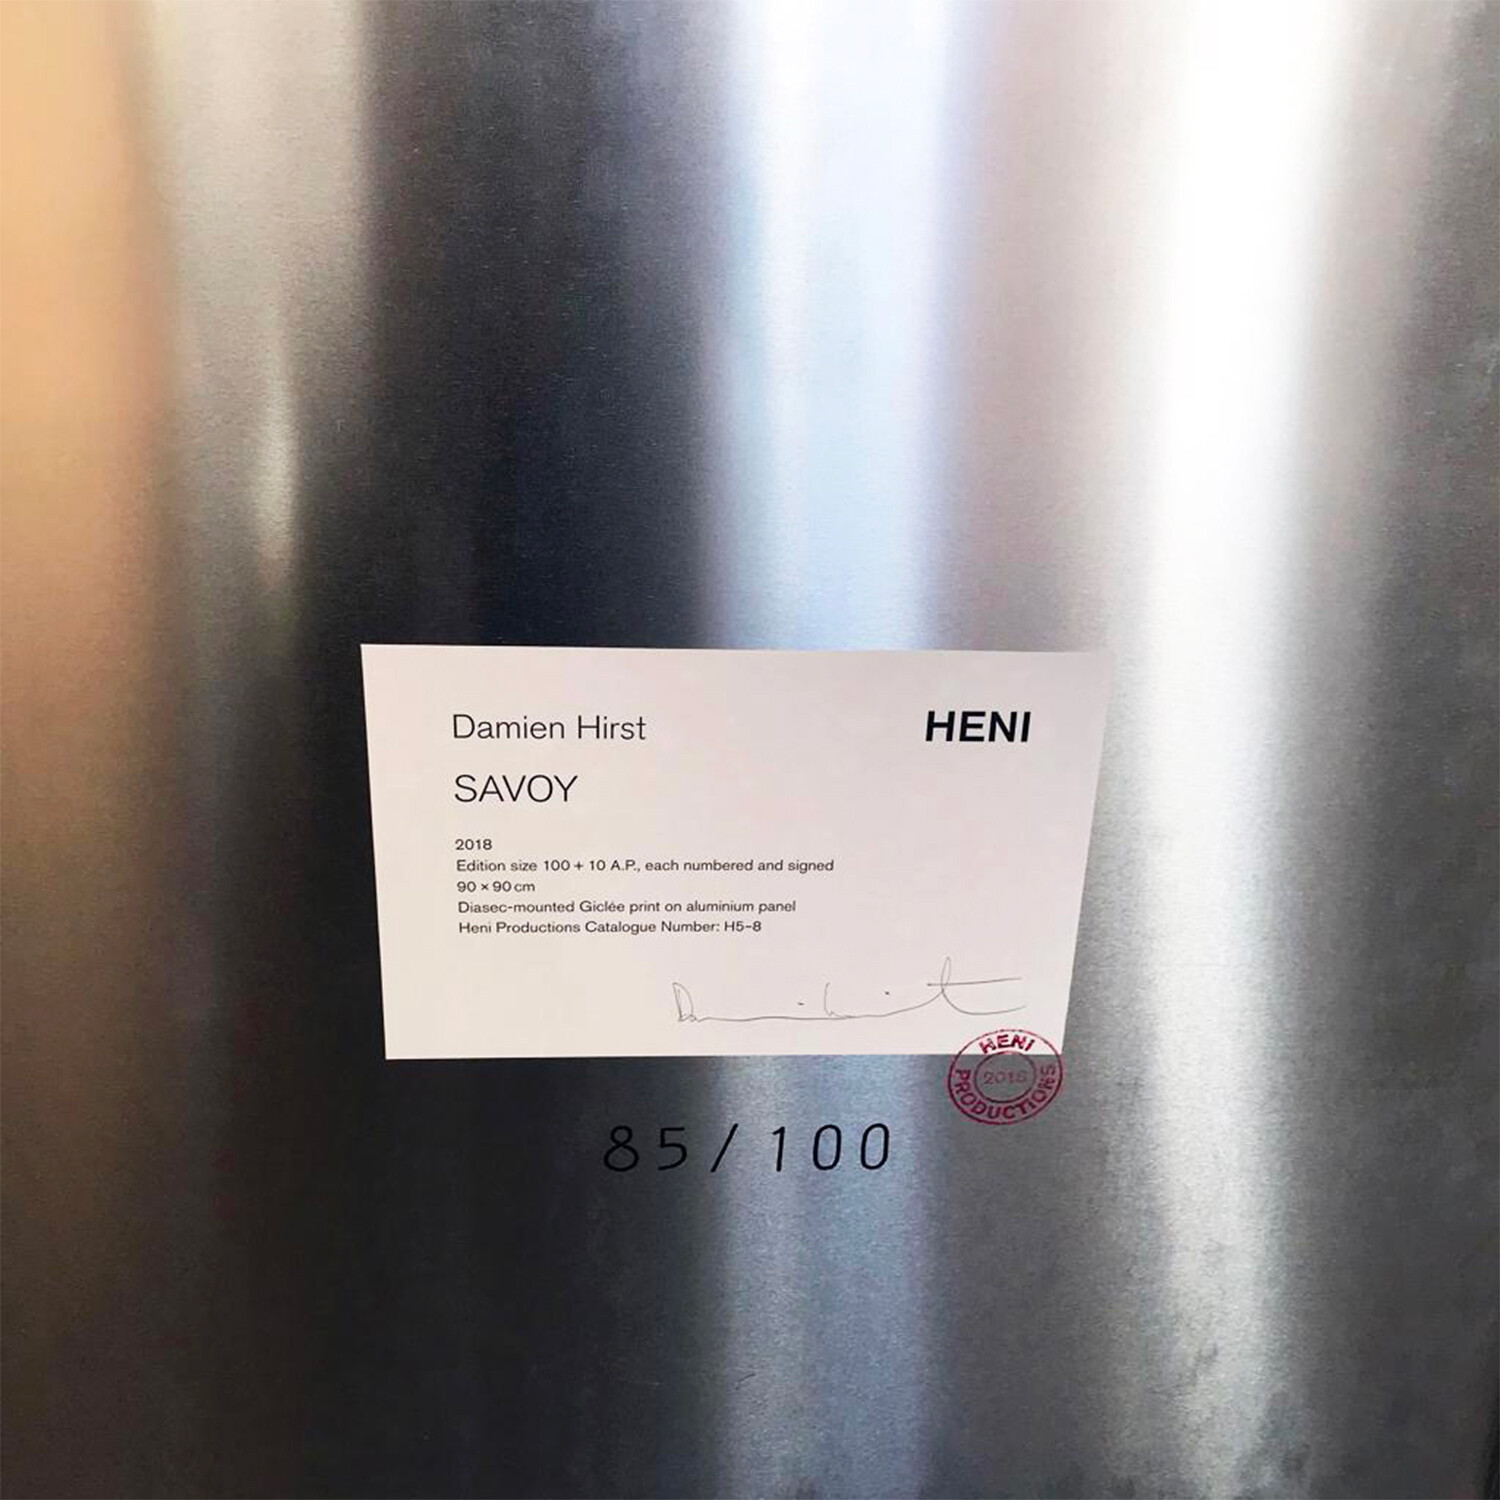 Damien Hirst
HENI
SAVOY
2018
Edition size 100 + 10 A.P., each numbered and signed
90 × 90 cm
Diasec-mounted Giclée print on aluminium panel
Heni Productions Catalogue Number: H5-8
HENI
2018
PRODUCTIONS
85/100